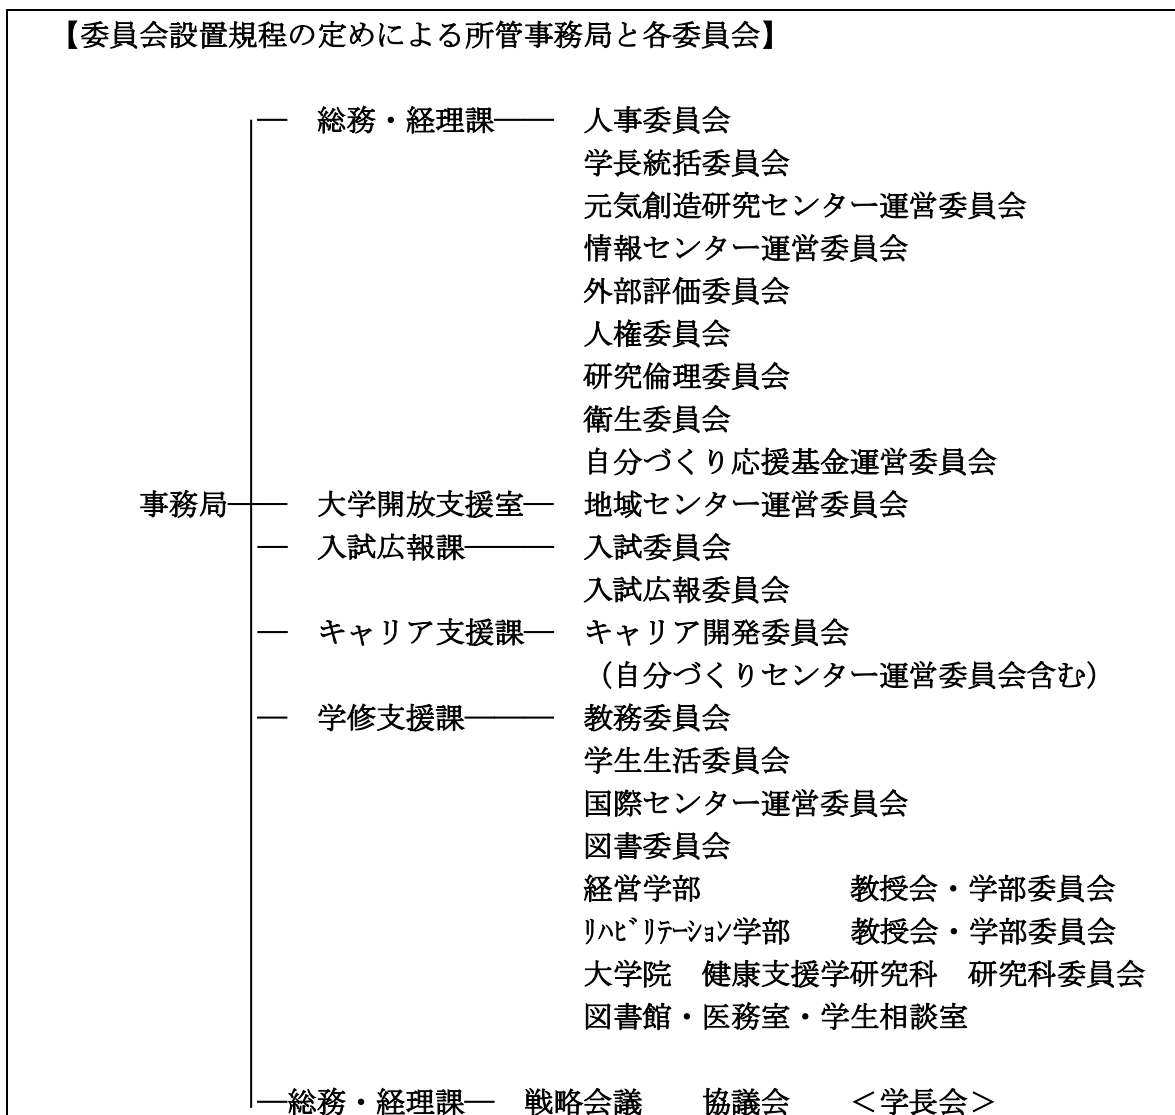 【委員会設置規程の定めによる所管事務局と各委員会】
総務・経理課 人事委員会
学長統括委員会
元気創造研究センター運営委員会
情報センター運営委員会
外部評価委員会
人権委員会
研究倫理委員会
衛生委員会
自分づくり応援基金運営委員会
事務局 大学開放支援室 地域センター運営委員会
入試広報課 入試委員会
入試広報委員会
キャリア支援課 キャリア開発委員会
（自分づくりセンター運営委員会含む）
学修支援課 教務委員会
学生生活委員会
国際センター運営委員会
図書委員会
経営学部 教授会・学部委員会
ﾘﾊﾋﾞﾘﾃｰｼｮﾝ学部 教授会・学部委員会
大学院 健康支援学研究科 研究科委員会
図書館・医務室・学生相談室
総務・経理課 戦略会議 協議会 ＜学長会＞